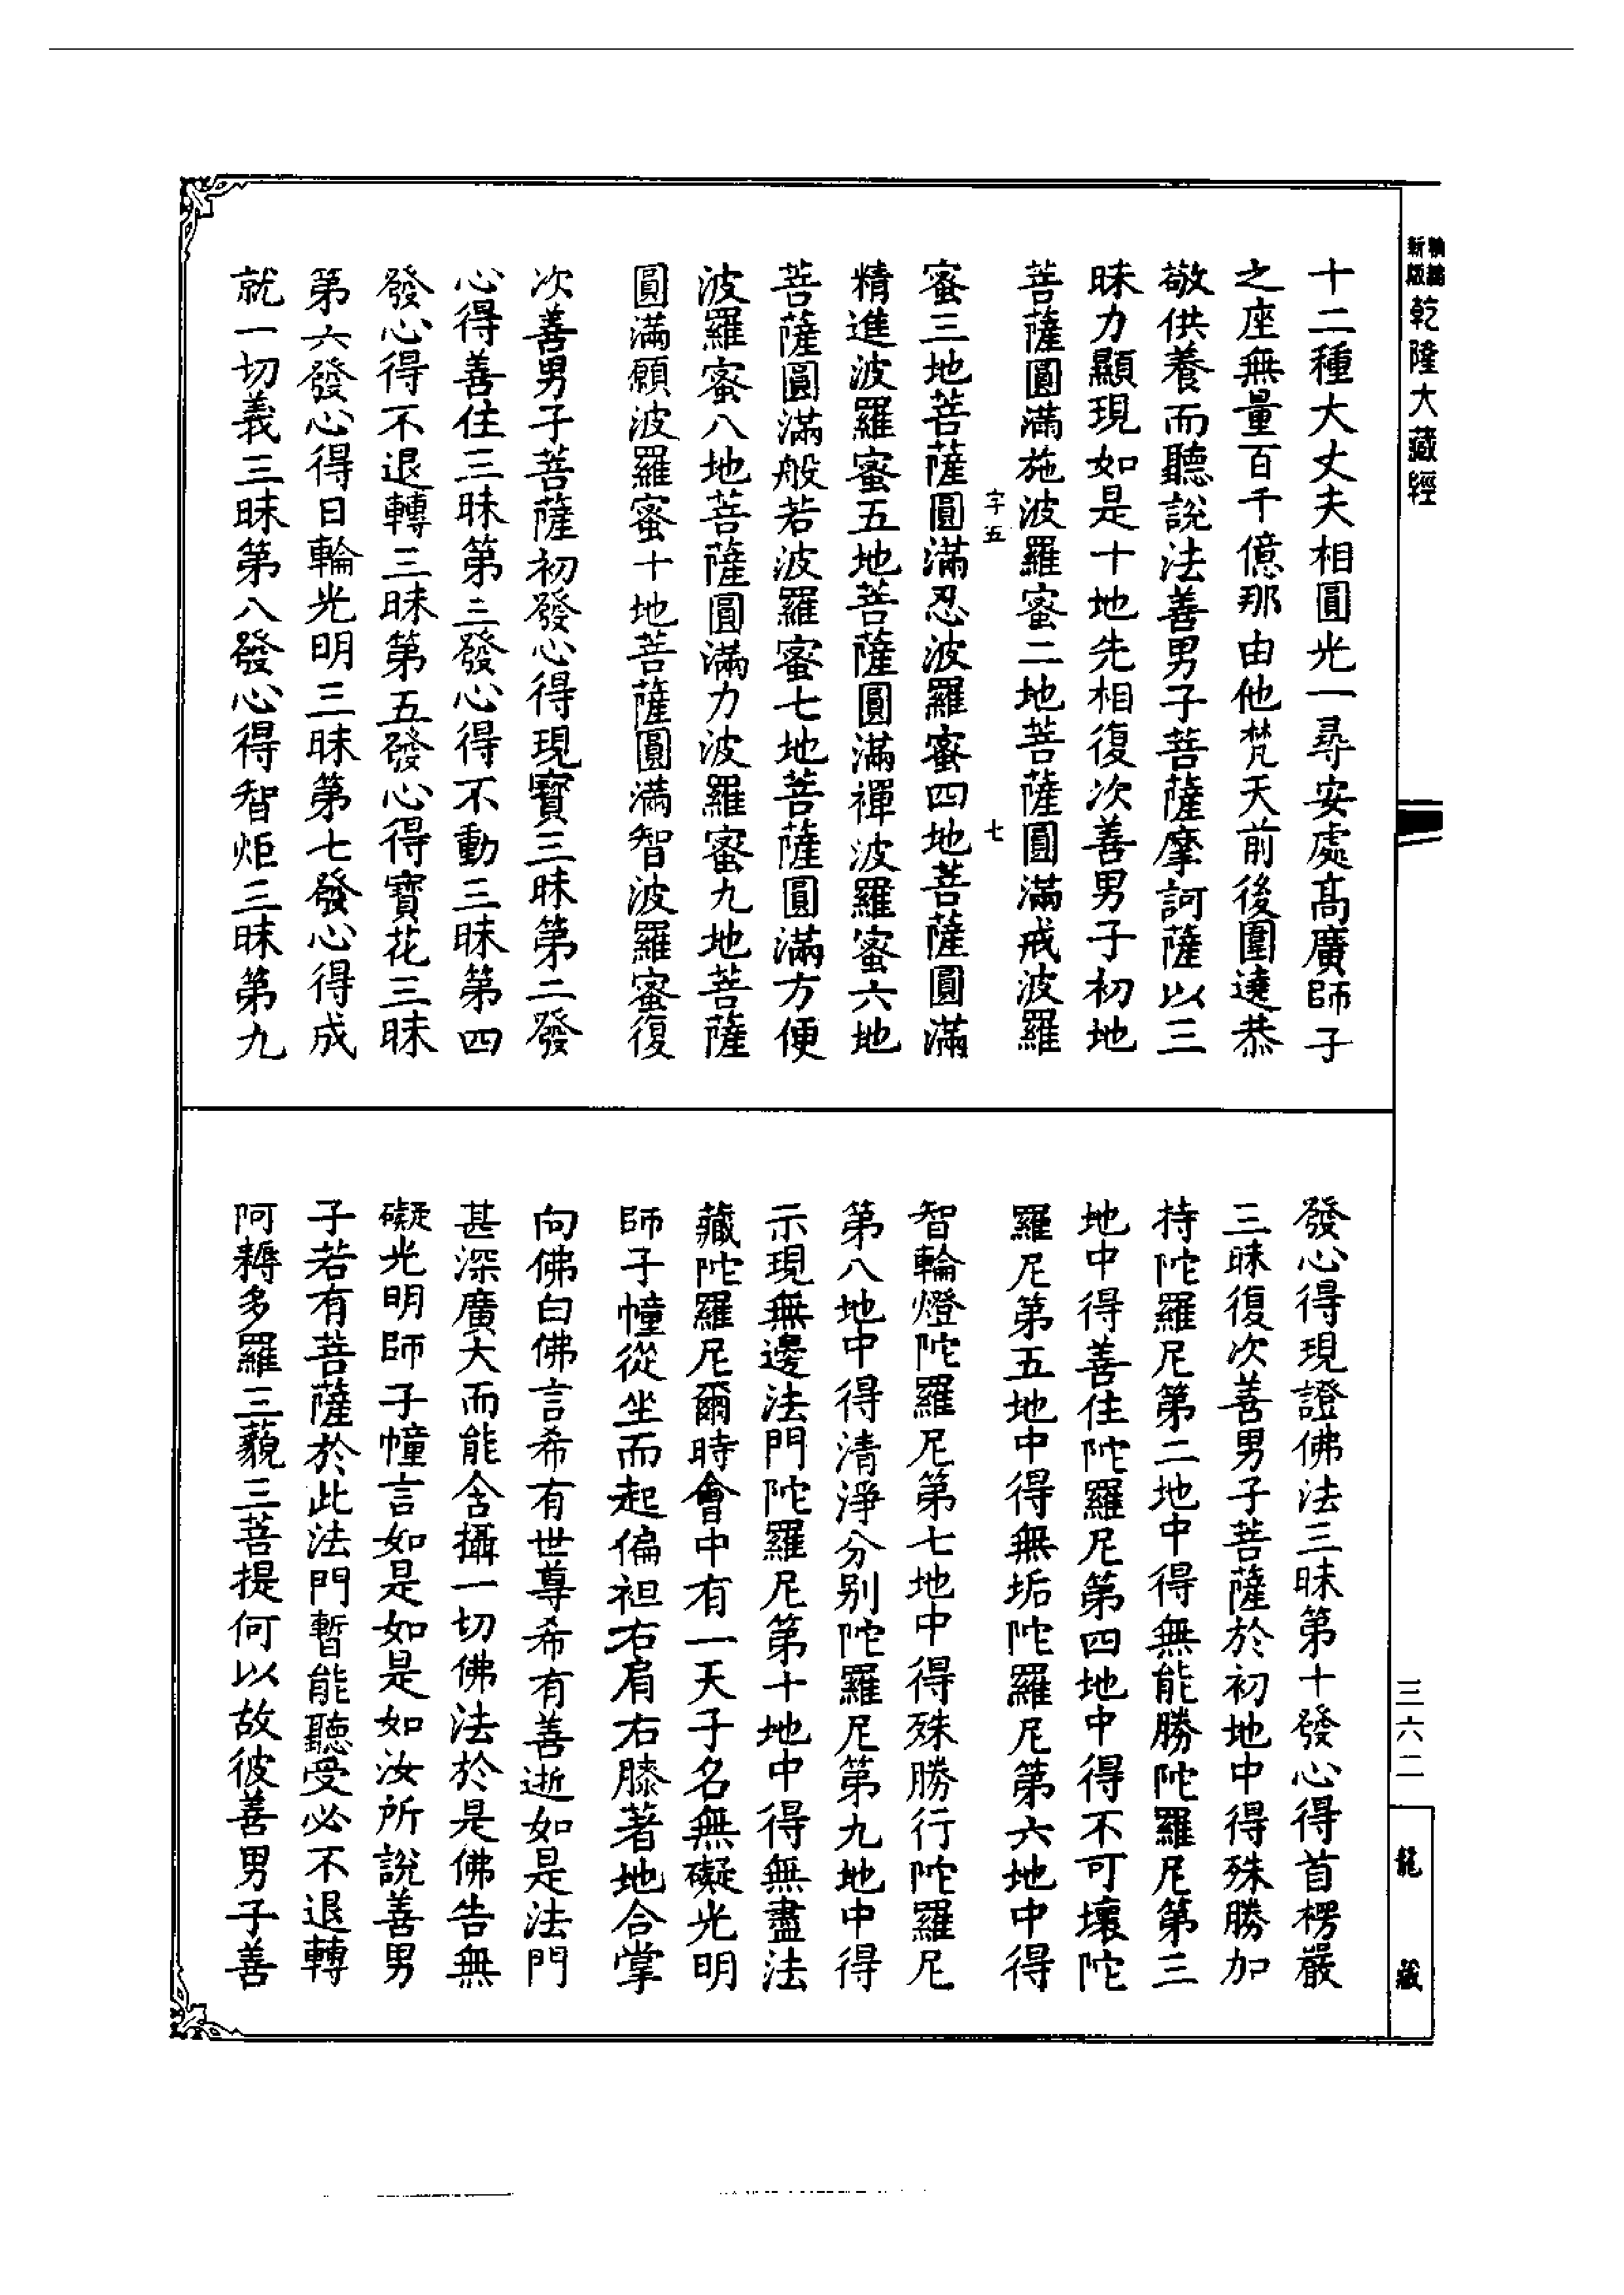 新版
精縮
乾隆大藏經
十二種大丈夫相圓光一尋安處髙廣師子
之座無量百千億那由他梵天前後圍遶恭
敬供養而聽說法善男子菩薩摩訶薩以三
昧力顯現如是十地先相復次善男子初地
菩薩圓滿施波羅蜜二地菩薩圓滿戒波羅
字五
七
蜜三地菩薩圓滿忍波羅蜜四地菩薩圓滿
精進波羅蜜五地菩薩圓滿禪波羅蜜六地
菩薩圓滿般若波羅蜜七地菩薩圓滿方便
波羅蜜八地菩薩圓滿力波羅蜜九地菩薩
圓滿願波羅蜜十地菩薩圓滿智波羅蜜復
次善男子菩薩初發心得現寶三昧第二發
心得善住三昧第三發心得不動三昧第四
發心得不退轉三昧第五發心得寶花三昧
第六發心得日輪光明三昧第七發心得成
就一切義三昧第八發心得智炬三昧第九
發心得現證佛法三昧第十發心得首楞嚴
三昧復次善男子菩薩於初地中得殊勝加
持陀羅尼第二地中得無能勝陀羅尼第三
地中得善住陀羅尼第四地中得不可壞陀
羅尼第五地中得無垢陀羅尼第六地中得
智輪燈陀羅尼第七地中得殊勝行陀羅尼
第八地中得清淨分别陀羅尼第九地中得
示現無邊法門陀羅尼第十地中得無盡法
藏陀羅尼爾時會中有一天子名無礙光明
師子幢從坐而起偏袒右肩右膝著地合掌
向佛白佛言希有世尊希有善逝如是法門
甚深廣大而能含攝一切佛法於是佛告無
礙光明師子幢言如是如是如汝所說善男
子若有菩薩於此法門暫能聽受必不退轉
阿耨多羅三藐三菩提何以故彼善男子善
三六二
龍藏